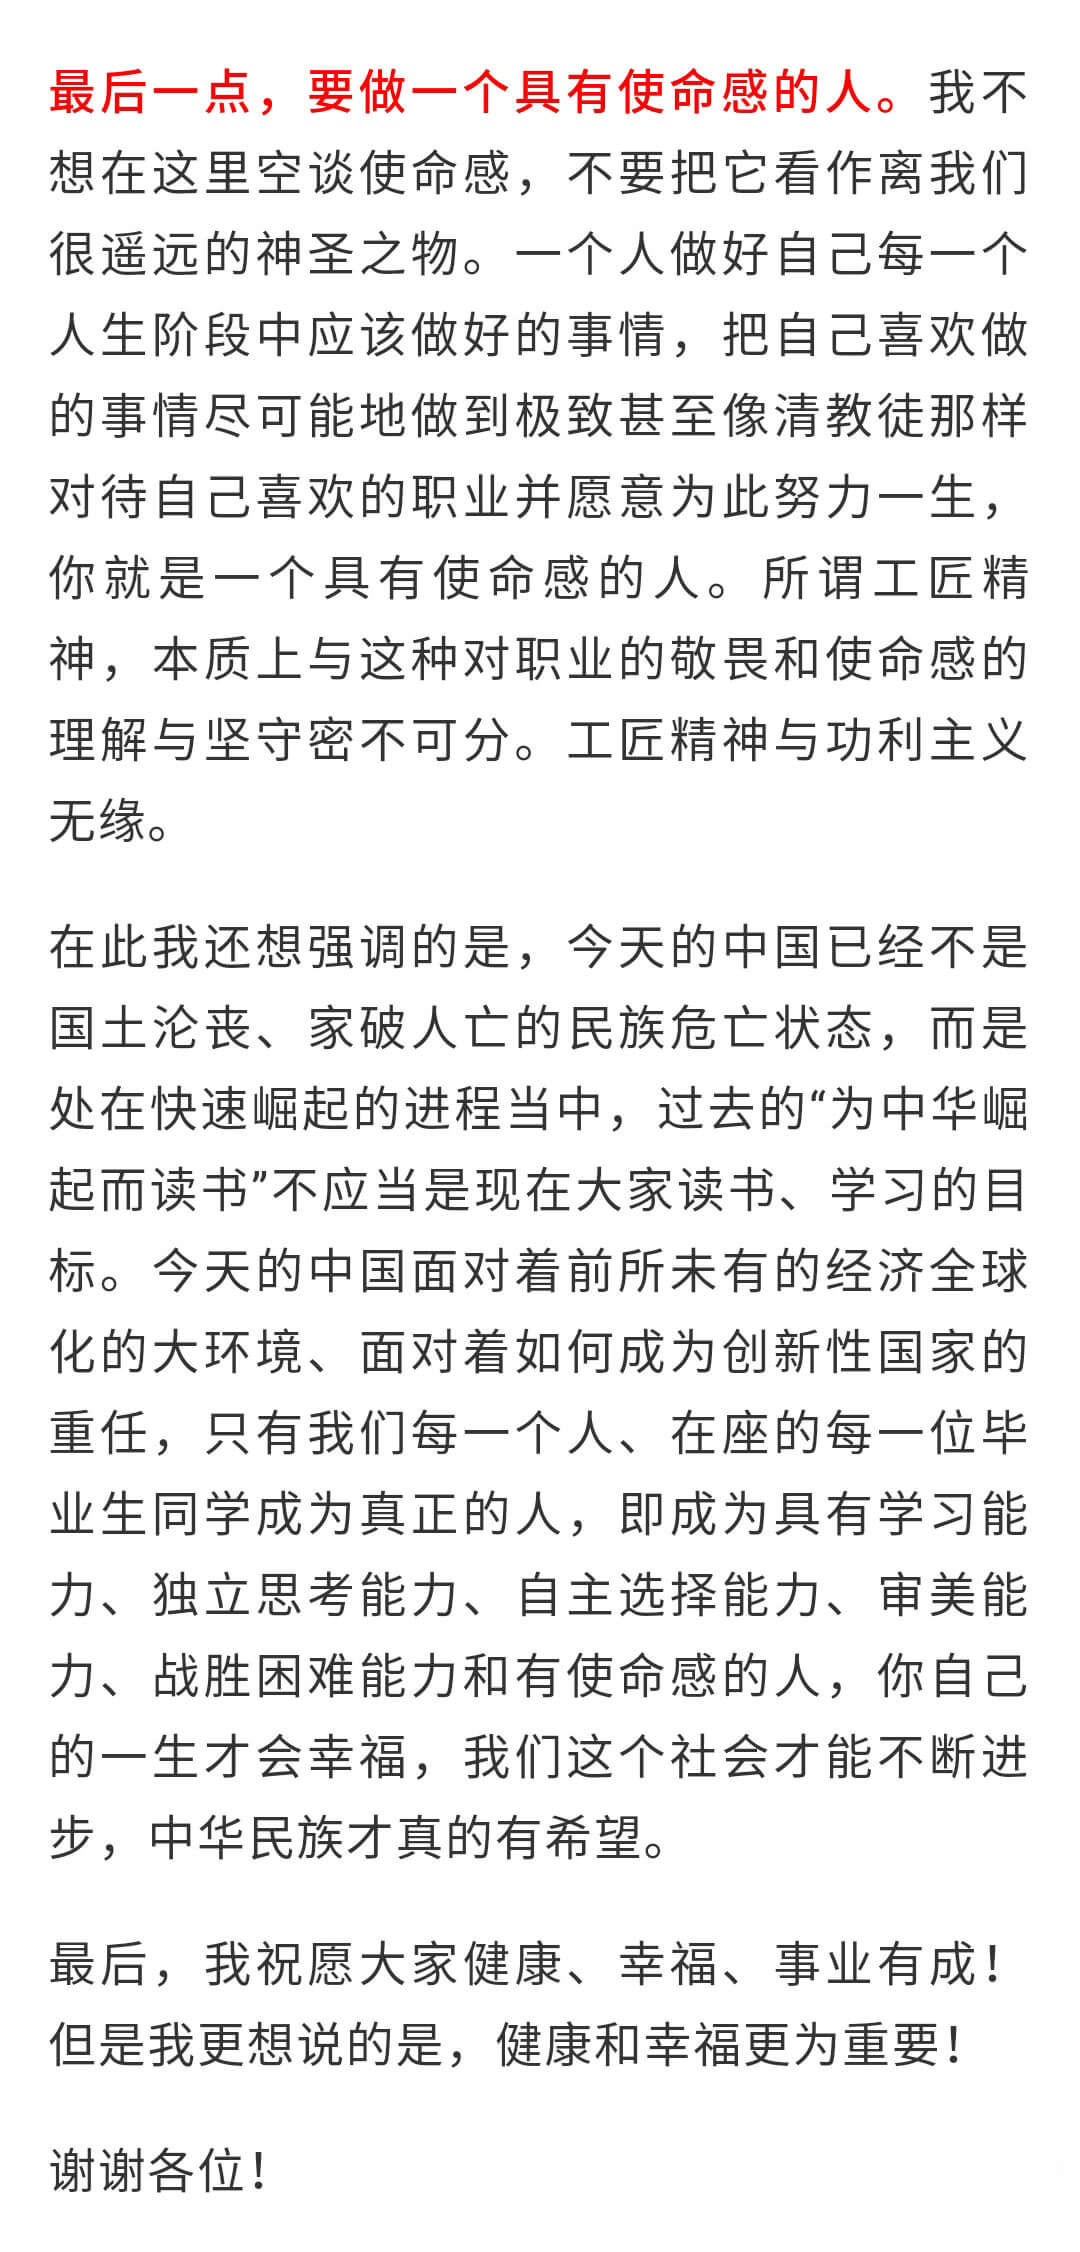 最后一点，要做一个具有使命感的人。我不
想在这里空谈使命感，不要把它看作离我们
很遥远的神圣之物。一个人做好自己每一个
人生阶段中应该做好的事情，把自己喜欢做
的事情尽可能地做到极致甚至像清教徒那样
对待自己喜欢的职业并愿意为此努力一生，
你就是一个具有使命感的人。所谓工匠精
神，本质上与这种对职业的敬畏和使命感的
理解与坚守密不可分。工匠精神与功利主义
无缘。
在此我还想强调的是，今天的中国已经不是
国土沦丧、家破人亡的民族危亡状态，而是
处在快速崛起的进程当中，过去的“为中华崛
起而读书”不应当是现在大家读书、学习的目
标。今天的中国面对着前所未有的经济全球
化的大环境、面对着如何成为创新性国家的
重任，只有我们每一个人、在座的每一位毕
业生同学成为真正的人，即成为具有学习能
力、独立思考能力、自主选择能力、审美能
力、战胜困难能力和有使命感的人，你自己
的一生才会幸福，我们这个社会才能不断进
步，中华民族才真的有希望。
最后，我祝愿大家健康、幸福、事业有成！
但是我更想说的是，健康和幸福更为重要！
谢谢各位！